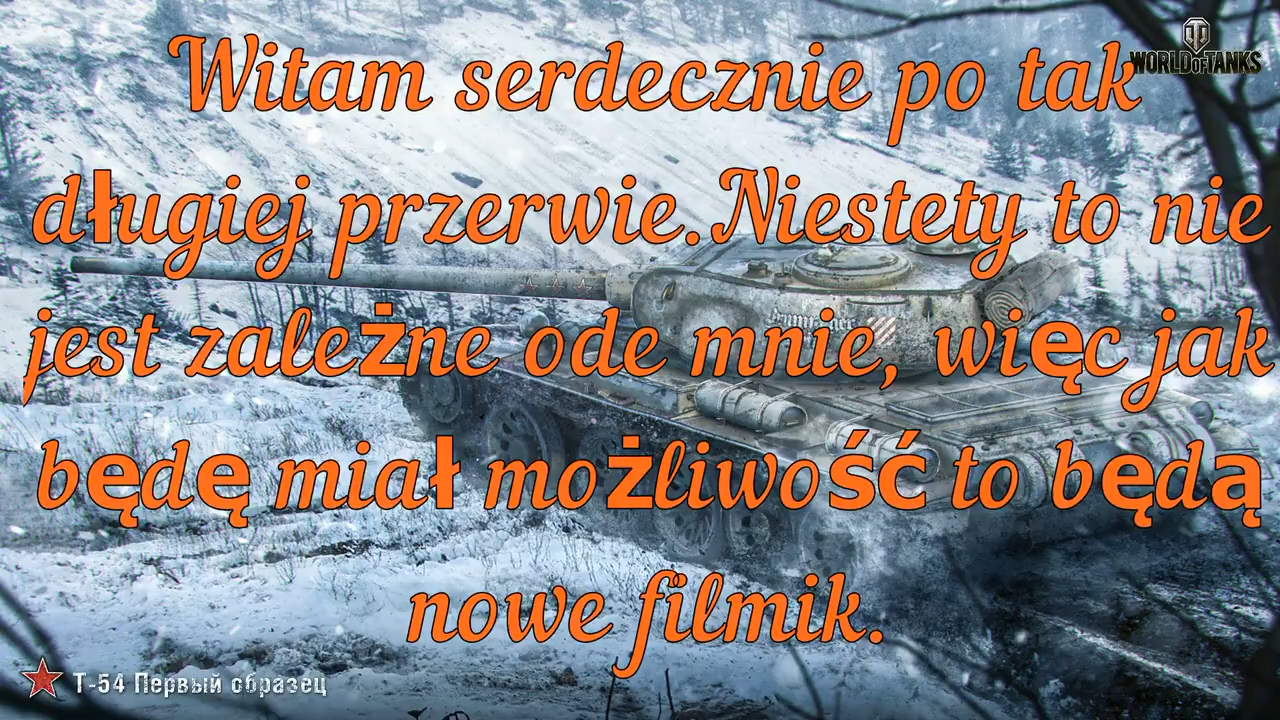 WORLD OF TANKS
Witam serdecznie po tak
długiej przerwie.Niestety to nie
jest zależne ode mnie, więc jak
będę miał możliwość to będą
nowe filmik.
T-54 Первый образец